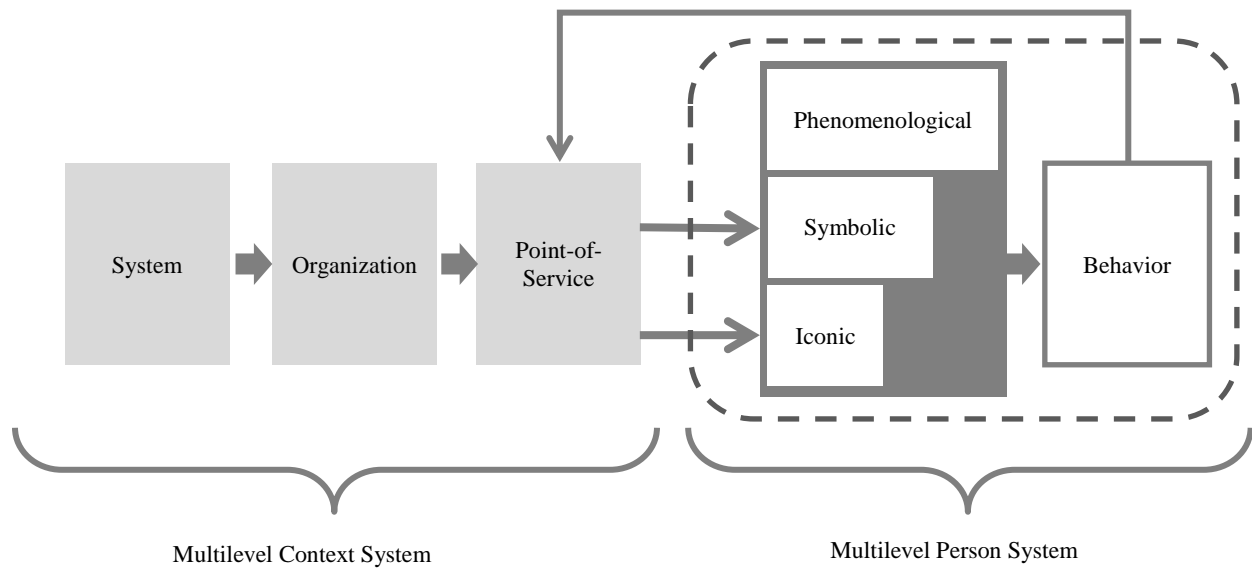 Phenomenological
Symbolic
Iconic
System
Organization
Point-of-
Service
Behavior
Multilevel Context System
Multilevel Person System